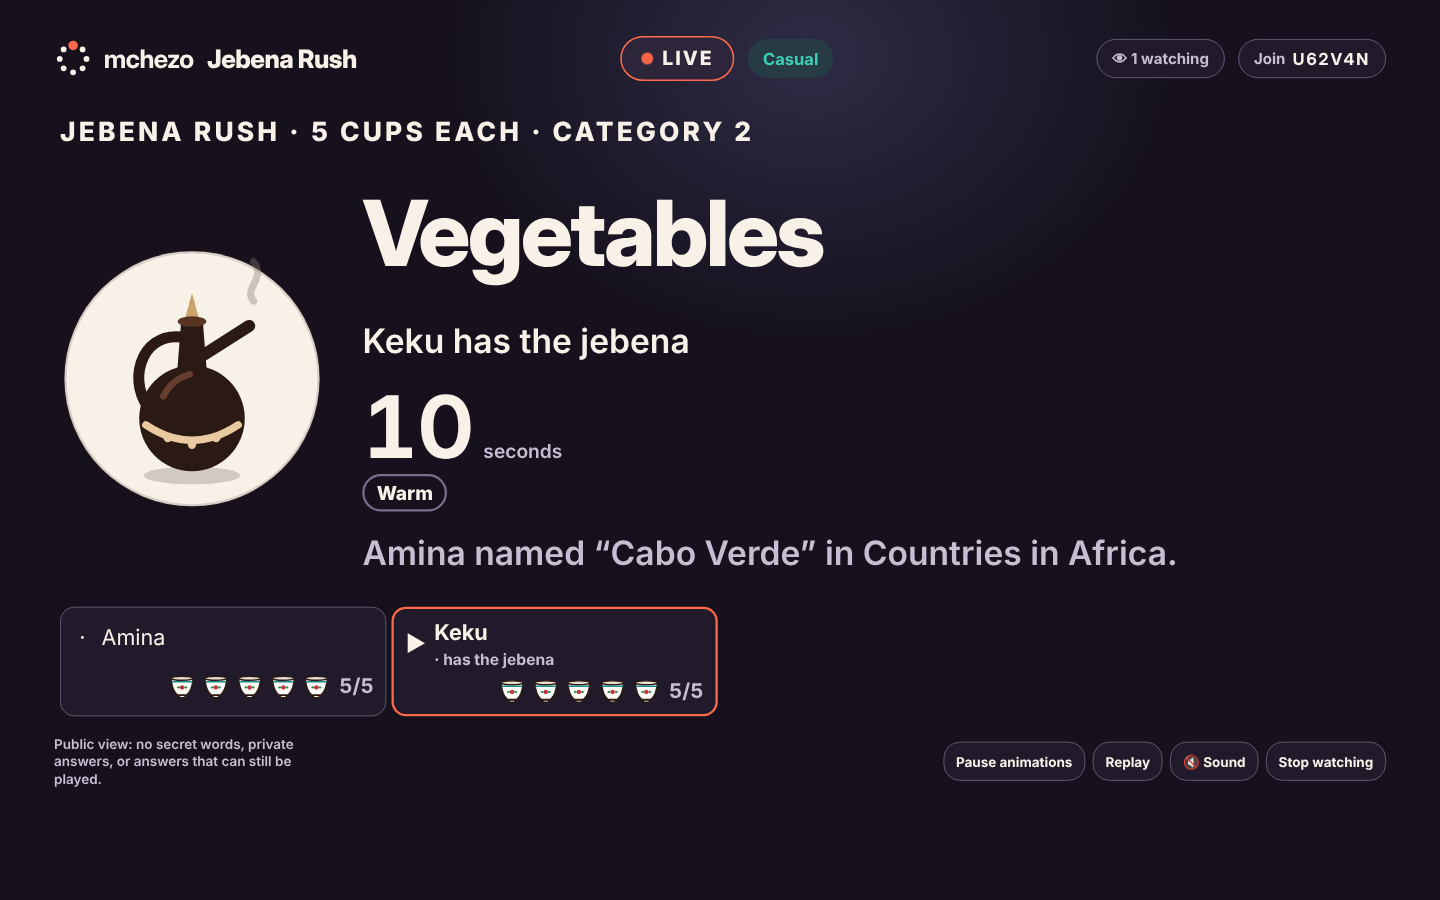 mchezo Jebena Rush
LIVE
Casual
1 watching
Join U62V4N
JEBENA RUSH · 5 CUPS EACH · CATEGORY 2
Vegetables
Keku has the jebena
10 seconds
Warm
Amina named “Cabo Verde” in Countries in Africa.
· Amina
5/5
Keku
· has the jebena
5/5
Public view: no secret words, private
answers, or answers that can still be
played.
Pause animations
Replay
Sound
Stop watching